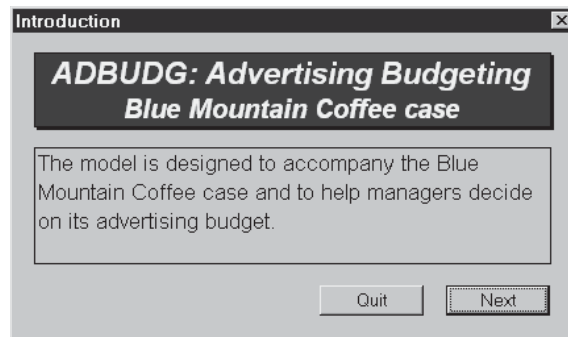 Introduction
ADBUDG: Advertising Budgeting
Blue Mountain Coffee case
The model is designed to accompany the Blue
Mountain Coffee case and to help managers decide
on its advertising budget.
Quit Next